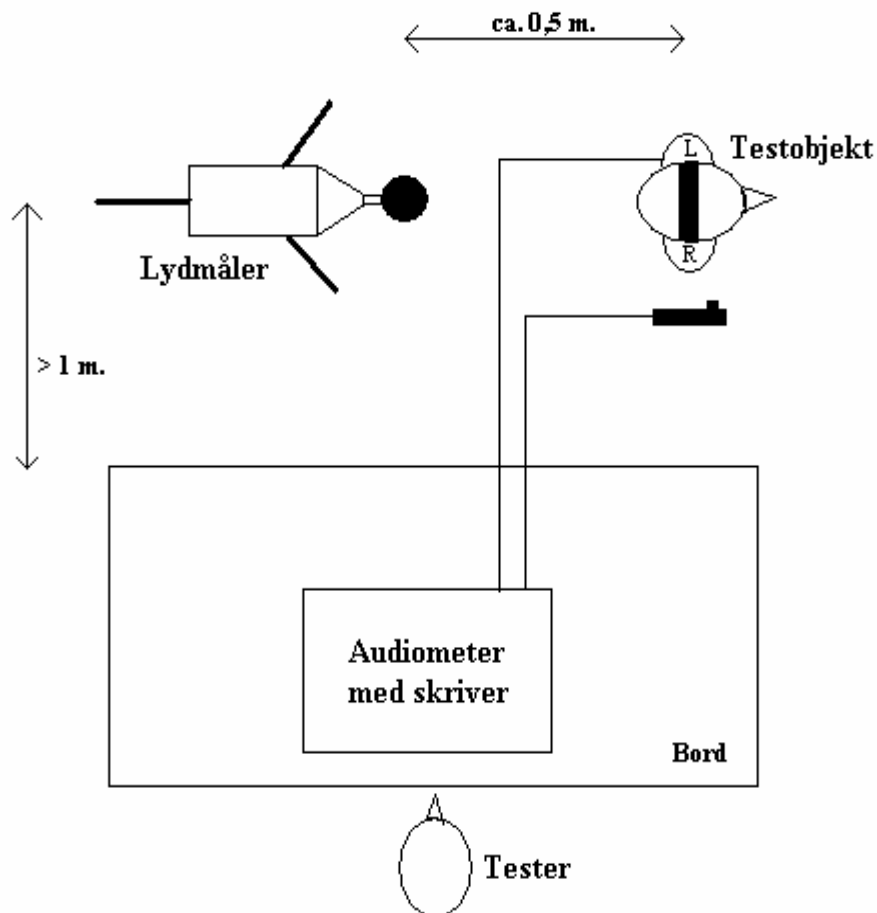 ca. 0,5 m.
L
Testobjekt
R
Lydmåler
> 1 m.
Audiometer
med skriver
Bord
Tester